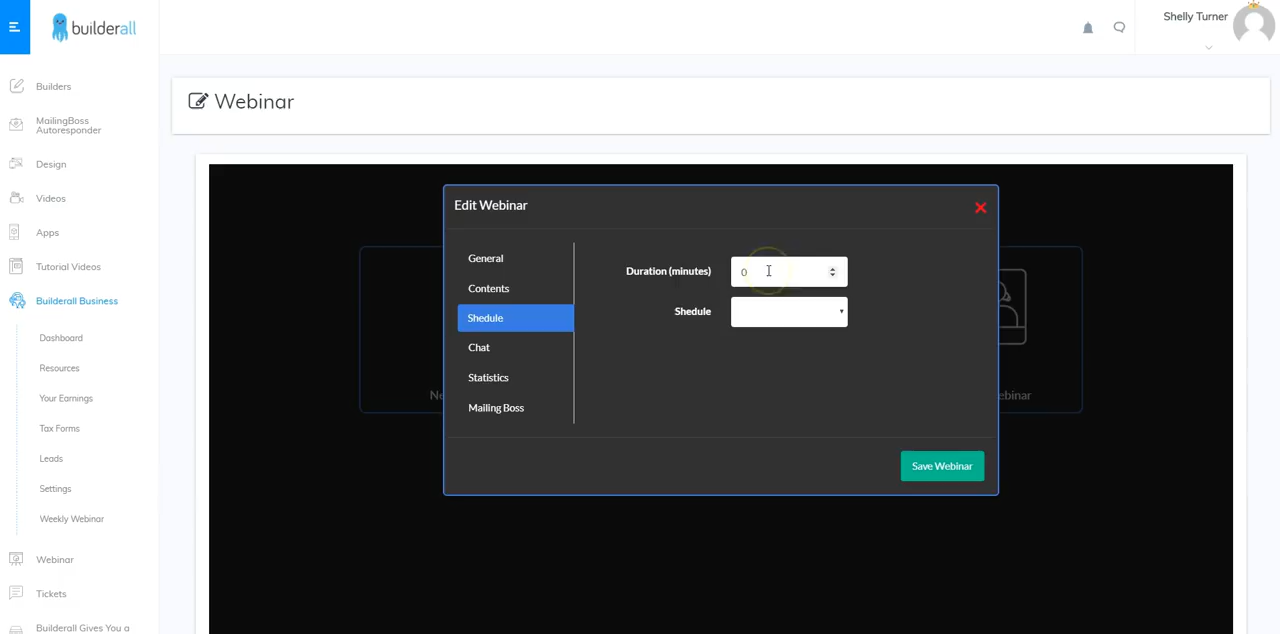 builderall
Shelly Turner
Builders
MailingBoss
Autoresponder
Design
Videos
Apps
Tutorial Videos
Builderall Business
Dashboard
Resources
Your Earnings
Tax Forms
Leads
Settings
Weekly Webinar
Webinar
Tickets
Builderall Gives You a
Webinar
Edit Webinar
General
Contents
Shedule
Chat
Statistics
Mailing Boss
Duration (minutes)
0
Shedule
Save Webinar
Ne
ebinar